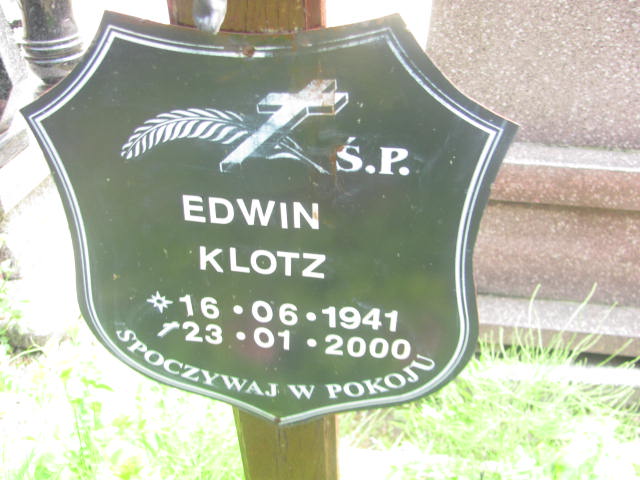 Ś.P.
EDWIN
KLOTZ
* 16 • 06 • 1941
† 23 • 01 • 2000
SPOCZYWAJ W POKOJU